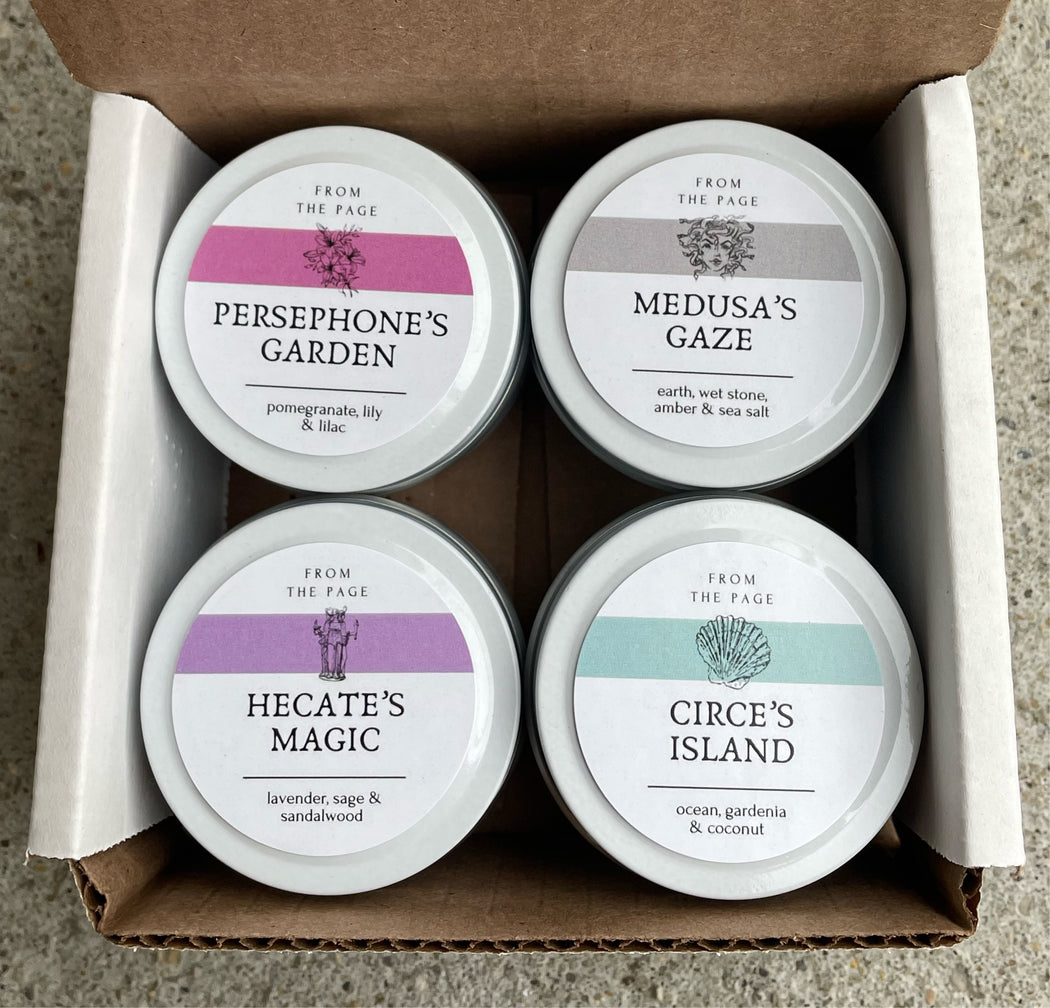 FROM
THE PAGE
PERSEPHONE’S
GARDEN
pomegranate, lily
& lilac
FROM
THE PAGE
MEDUSA’S
GAZE
earth, wet stone,
amber & sea salt
FROM
THE PAGE
HECATE’S
MAGIC
lavender, sage &
sandalwood
FROM
THE PAGE
CIRCE’S
ISLAND
ocean, gardenia
& coconut